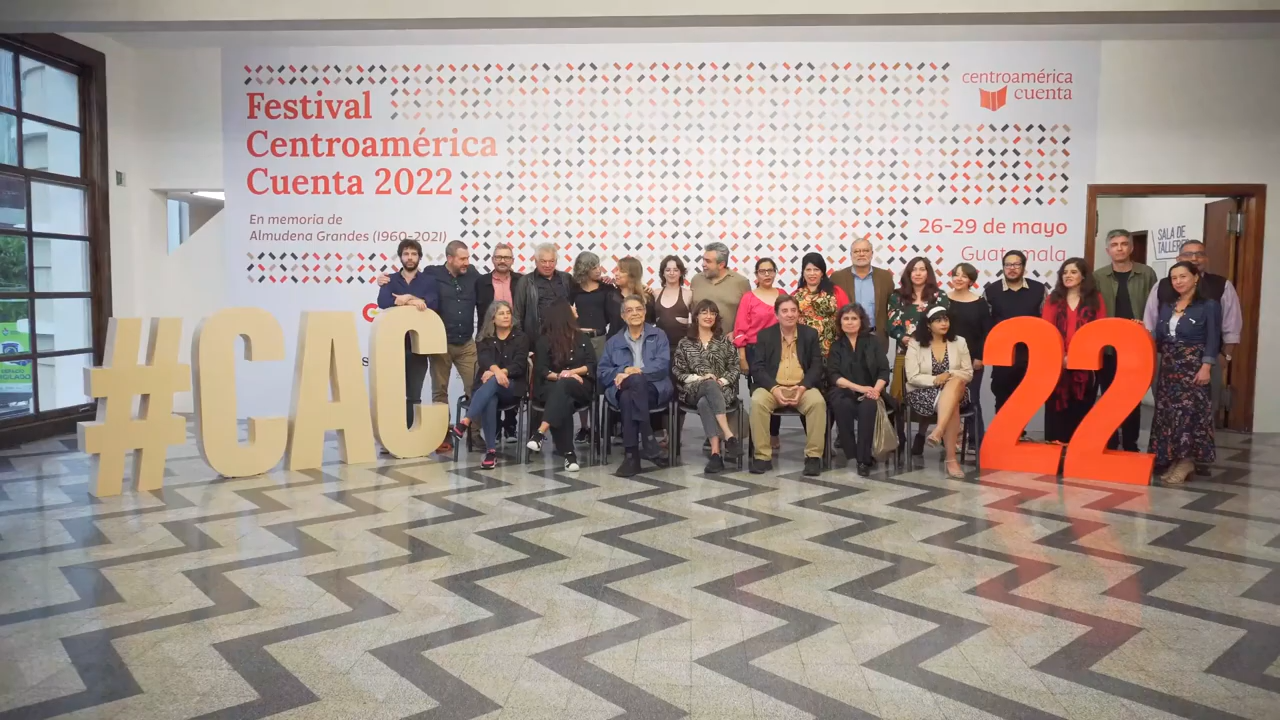 Festival
Centroamérica
Cuenta 2022
En memoria de
Almudena Grandes (1960-2021)
centroamérica
cuenta
26-29 de mayo
Guatemala
SALA DE
TALLERES
#CAC
22